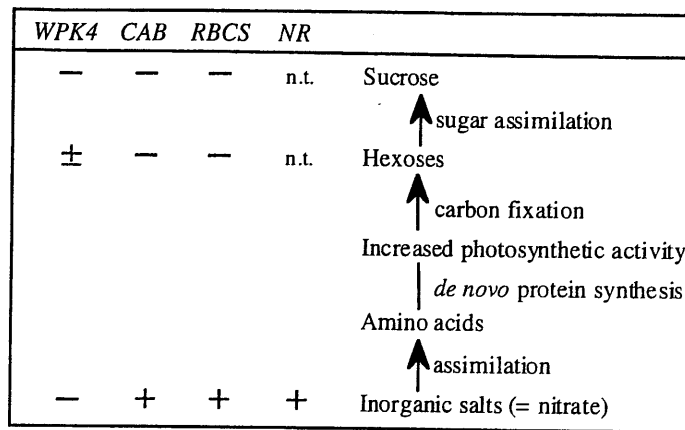 WPK4 CAB RBCS NR
− − − n.t. Sucrose
sugar assimilation
± − − n.t. Hexoses
carbon fixation
Increased photosynthetic activity
de novo protein synthesis
Amino acids
assimilation
− + + + Inorganic salts (= nitrate)